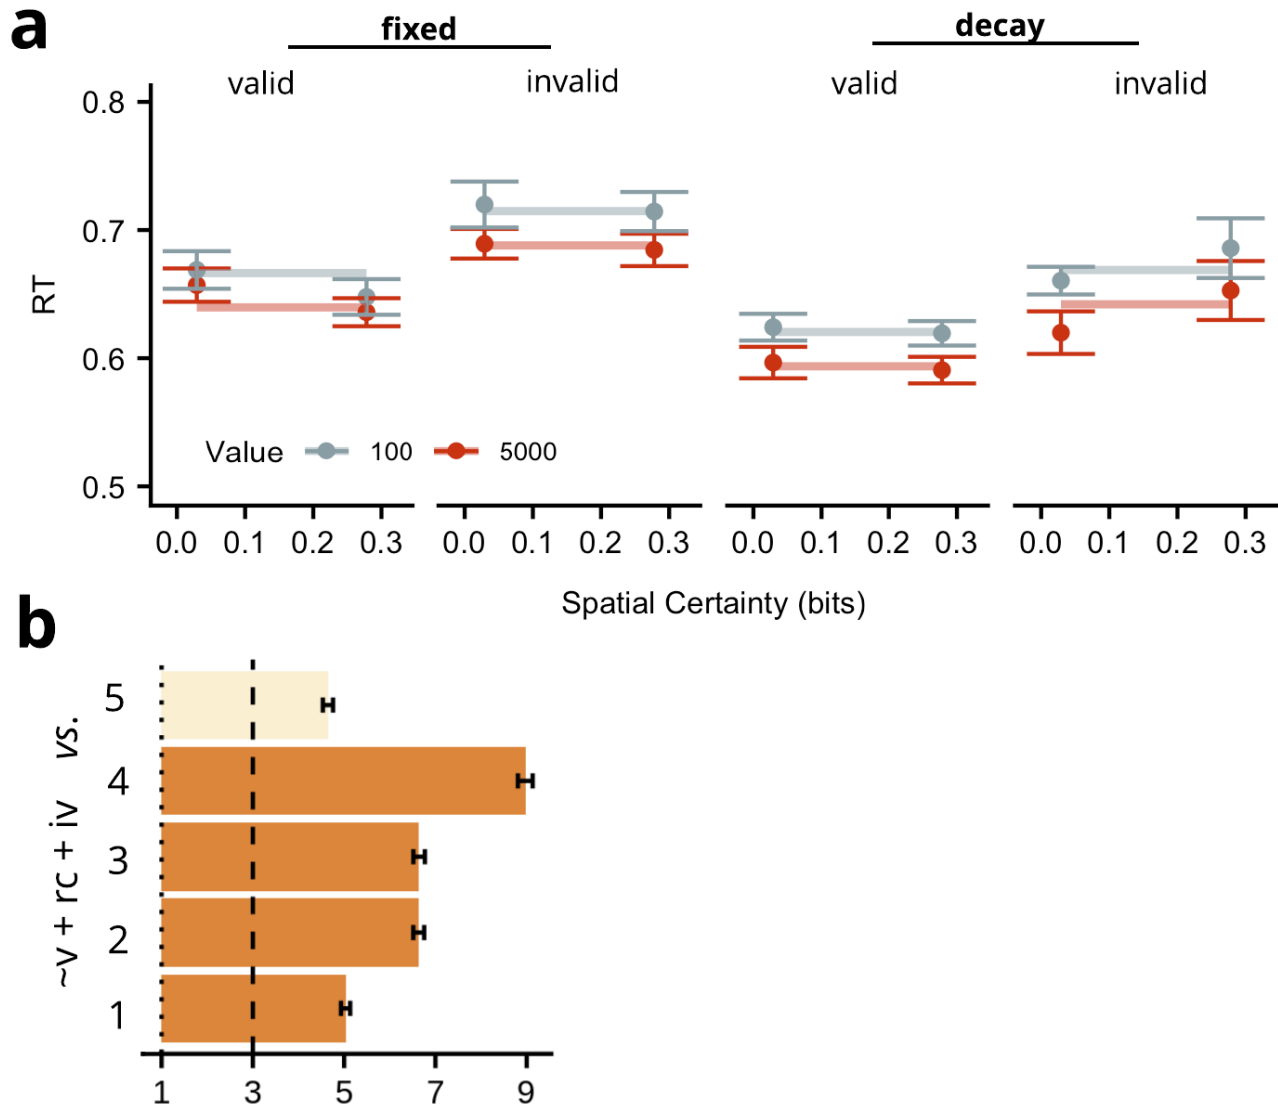 a
fixed
decay
valid
invalid
valid
invalid
0.8
0.7
0.6
0.5
RT
Value 100 5000
0.0 0.1 0.2 0.3 0.0 0.1 0.2 0.3 0.0 0.1 0.2 0.3 0.0 0.1 0.2 0.3
Spatial Certainty (bits)
b
~v + rc + iv vs.
5
4
3
2
1
1 3 5 7 9